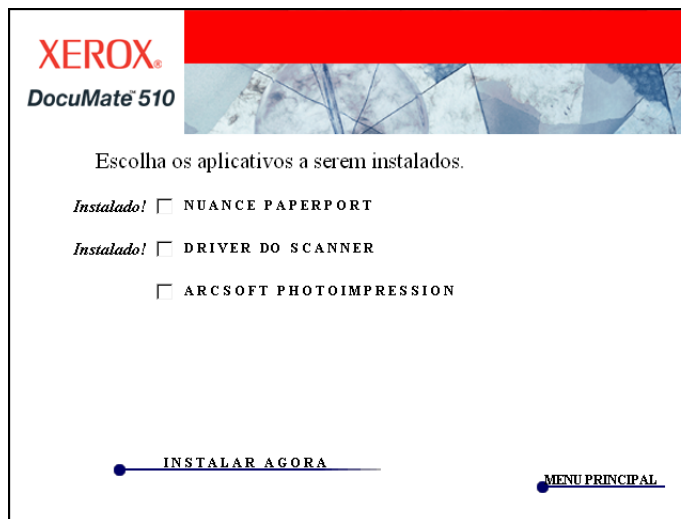 XEROX®
DocuMate™ 510
Escolha os aplicativos a serem instalados.
Instalado! NUANCE PAPERPORT
Instalado! DRIVER DO SCANNER
ARCSOFT PHOTOIMPRESSION
INSTALAR AGORA
MENU PRINCIPAL